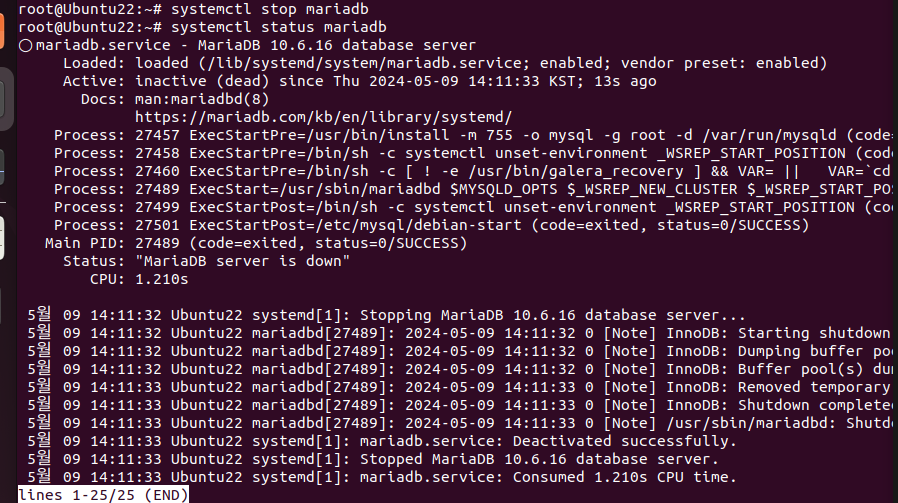 root@Ubuntu22:~# systemctl stop mariadb
root@Ubuntu22:~# systemctl status mariadb
○ mariadb.service - MariaDB 10.6.16 database server
Loaded: loaded (/lib/systemd/system/mariadb.service; enabled; vendor preset: enabled)
Active: inactive (dead) since Thu 2024-05-09 14:11:33 KST; 13s ago
Docs: man:mariadbd(8)
https://mariadb.com/kb/en/library/systemd/
Process: 27457 ExecStartPre=/usr/bin/install -m 755 -o mysql -g root -d /var/run/mysqld (code=
Process: 27458 ExecStartPre=/bin/sh -c systemctl unset-environment _WSREP_START_POSITION (cod
Process: 27460 ExecStartPre=/bin/sh -c [ ! -e /usr/bin/galera_recovery ] && VAR= ||   VAR=`cd
Process: 27489 ExecStart=/usr/sbin/mariadbd $MYSQLD_OPTS $_WSREP_NEW_CLUSTER $_WSREP_START_POS
Process: 27499 ExecStartPost=/bin/sh -c systemctl unset-environment _WSREP_START_POSITION (co
Process: 27501 ExecStartPost=/etc/mysql/debian-start (code=exited, status=0/SUCCESS)
Main PID: 27489 (code=exited, status=0/SUCCESS)
Status: "MariaDB server is down"
CPU: 1.210s
5월 09 14:11:32 Ubuntu22 systemd[1]: Stopping MariaDB 10.6.16 database server...
5월 09 14:11:32 Ubuntu22 mariadbd[27489]: 2024-05-09 14:11:32 0 [Note] InnoDB: Starting shutdown
5월 09 14:11:32 Ubuntu22 mariadbd[27489]: 2024-05-09 14:11:32 0 [Note] InnoDB: Dumping buffer poo
5월 09 14:11:32 Ubuntu22 mariadbd[27489]: 2024-05-09 14:11:32 0 [Note] InnoDB: Buffer pool(s) dum
5월 09 14:11:33 Ubuntu22 mariadbd[27489]: 2024-05-09 14:11:33 0 [Note] InnoDB: Removed temporary
5월 09 14:11:33 Ubuntu22 mariadbd[27489]: 2024-05-09 14:11:33 0 [Note] InnoDB: Shutdown completed
5월 09 14:11:33 Ubuntu22 mariadbd[27489]: 2024-05-09 14:11:33 0 [Note] /usr/sbin/mariadbd: Shutd
5월 09 14:11:33 Ubuntu22 systemd[1]: mariadb.service: Deactivated successfully.
5월 09 14:11:33 Ubuntu22 systemd[1]: Stopped MariaDB 10.6.16 database server.
5월 09 14:11:33 Ubuntu22 systemd[1]: mariadb.service: Consumed 1.210s CPU time.
lines 1-25/25 (END)